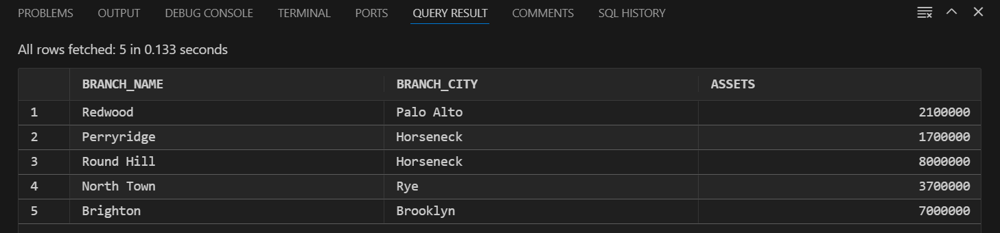 PROBLEMS OUTPUT DEBUG CONSOLE TERMINAL PORTS QUERY RESULT COMMENTS SQL HISTORY
All rows fetched: 5 in 0.133 seconds
BRANCH_NAME BRANCH_CITY ASSETS
1 Redwood Palo Alto 2100000
2 Perryridge Horseneck 1700000
3 Round Hill Horseneck 8000000
4 North Town Rye 3700000
5 Brighton Brooklyn 7000000